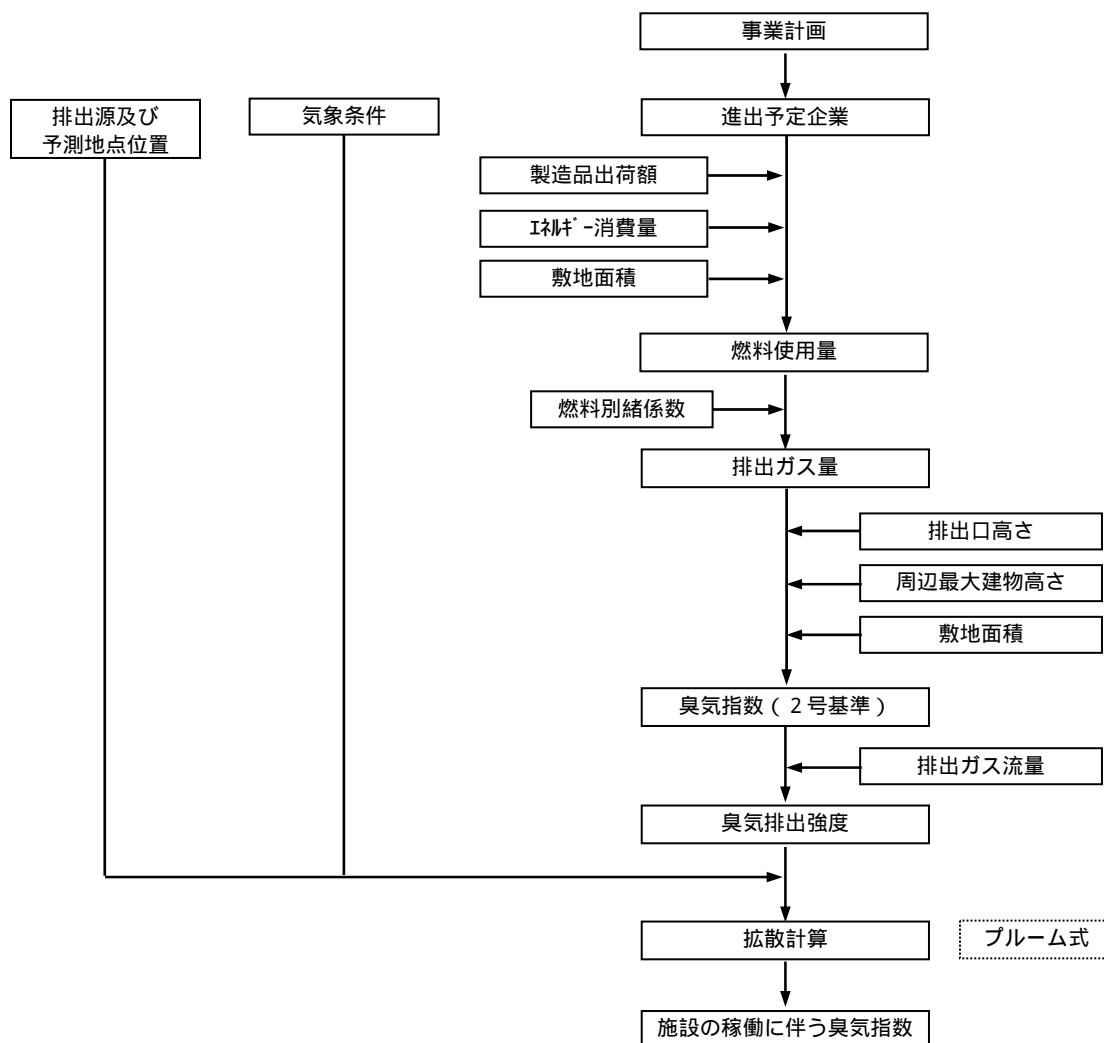 事業計画
排出源及び
予測地点位置
気象条件
進出予定企業
製造品出荷額
ｴﾈﾙｷﾞｰ消費量
敷地面積
燃料使用量
燃料別緒係数
排出ガス量
排出口高さ
周辺最大建物高さ
敷地面積
臭気指数(２号基準)
排出ガス流量
臭気排出強度
拡散計算
プルーム式
施設の稼働に伴う臭気指数